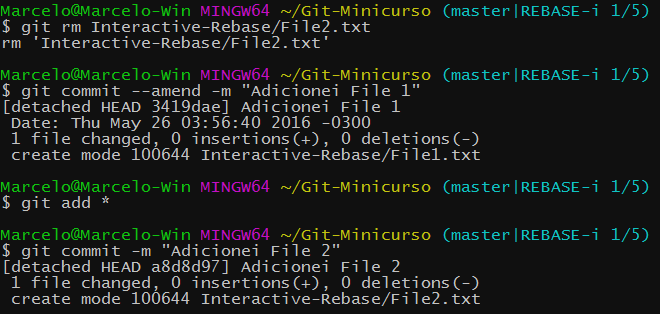 Marcelo@Marcelo-Win MINGW64 ~/Git-Minicurso (master|REBASE-i 1/5)
$ git rm Interactive-Rebase/File2.txt
rm 'Interactive-Rebase/File2.txt'
Marcelo@Marcelo-Win MINGW64 ~/Git-Minicurso (master|REBASE-i 1/5)
$ git commit --amend -m "Adicionei File 1"
[detached HEAD 3419dae] Adicionei File 1
 Date: Thu May 26 03:56:40 2016 -0300
 1 file changed, 0 insertions(+), 0 deletions(-)
 create mode 100644 Interactive-Rebase/File1.txt
Marcelo@Marcelo-Win MINGW64 ~/Git-Minicurso (master|REBASE-i 1/5)
$ git add *
Marcelo@Marcelo-Win MINGW64 ~/Git-Minicurso (master|REBASE-i 1/5)
$ git commit -m "Adicionei File 2"
[detached HEAD a8d8d97] Adicionei File 2
 1 file changed, 0 insertions(+), 0 deletions(-)
 create mode 100644 Interactive-Rebase/File2.txt